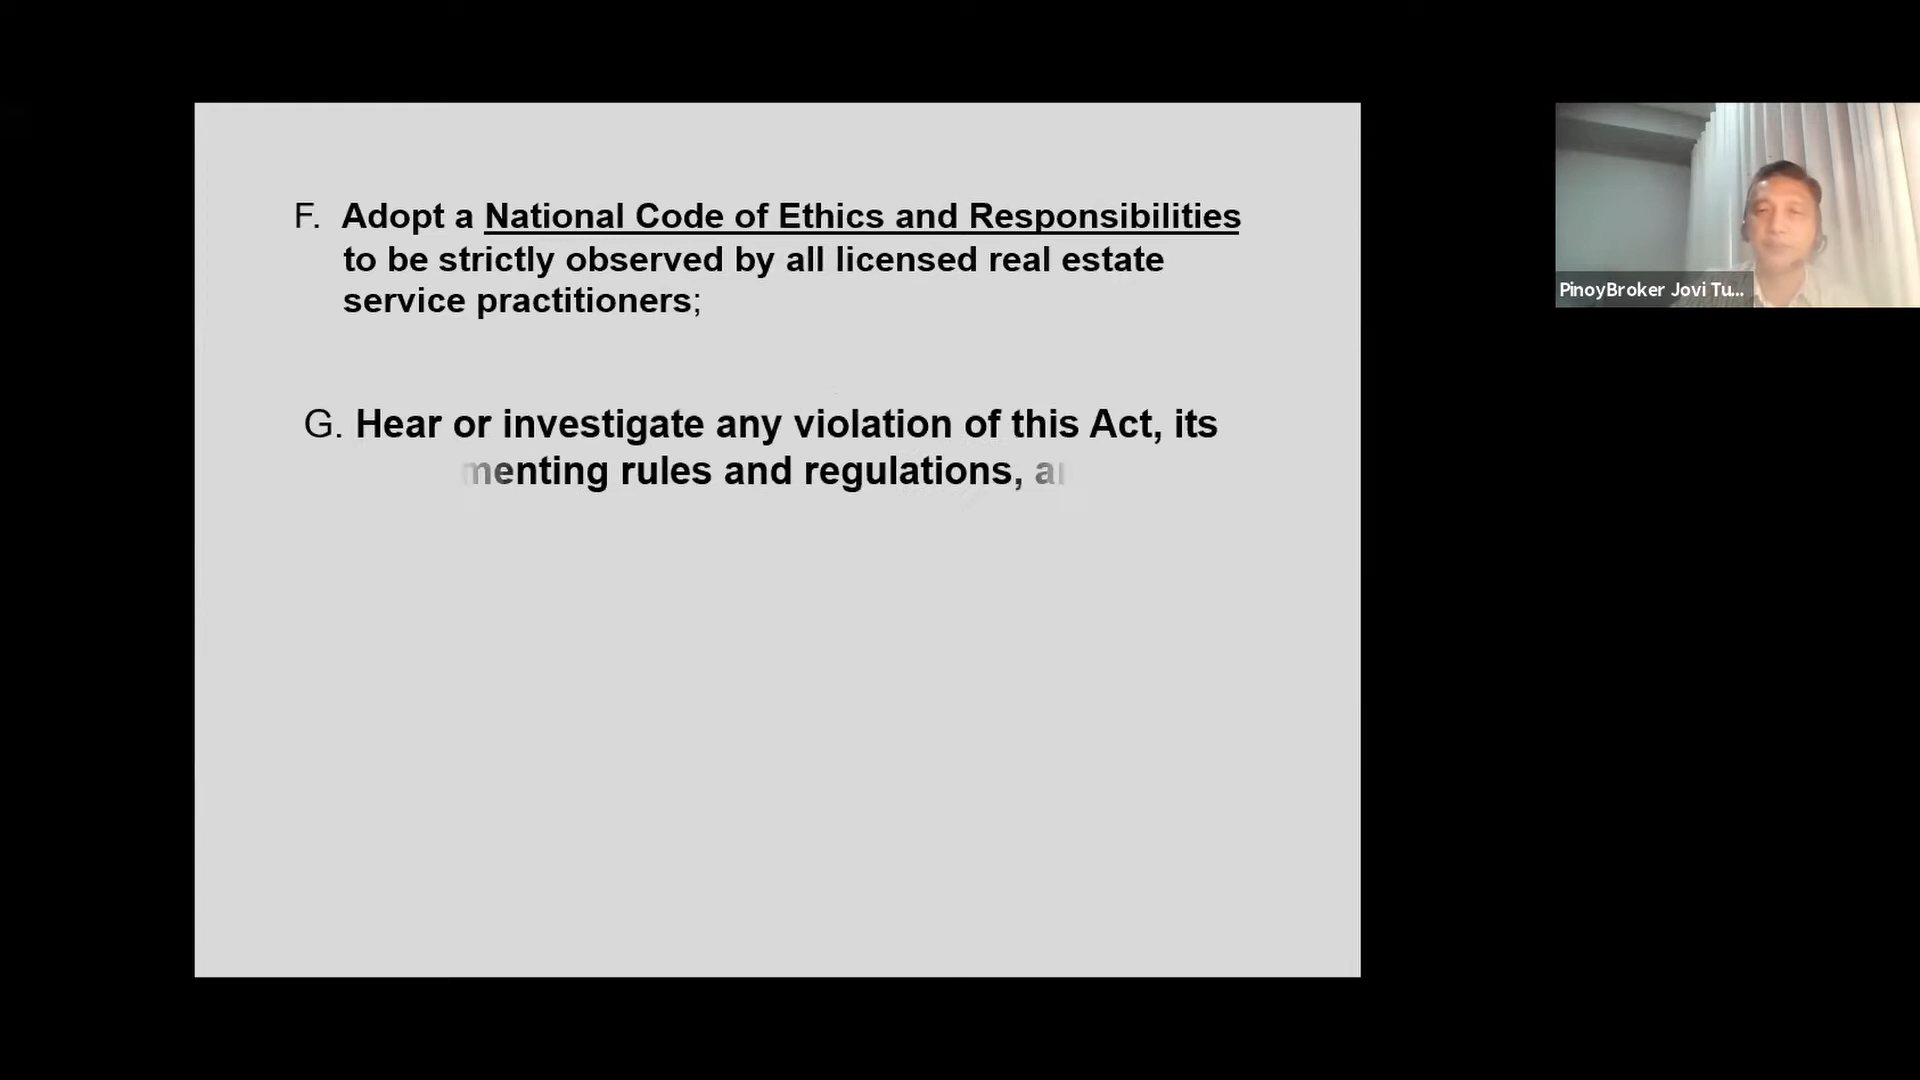 F. Adopt a National Code of Ethics and Responsibilities
to be strictly observed by all licensed real estate
service practitioners;
G. Hear or investigate any violation of this Act, its
menting rules and regulations,
PinoyBroker Jovi Tu...